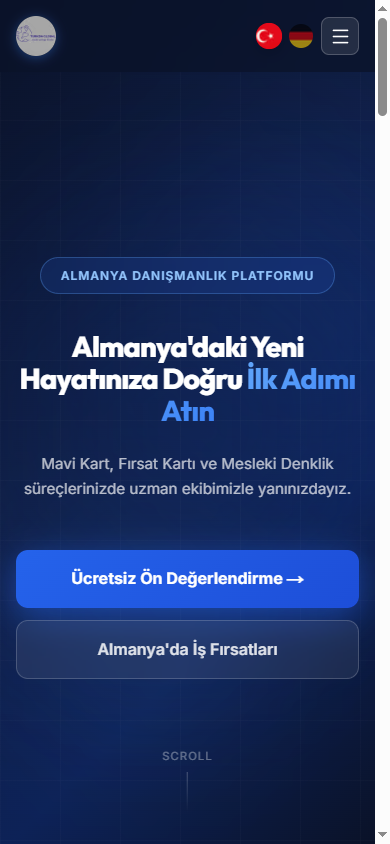 ALMANYA DANIŞMANLIK PLATFORMU
Almanya'daki Yeni
Hayatınıza Doğru İlk Adımı
Atın
Mavi Kart, Fırsat Kartı ve Mesleki Denklik
süreçlerinizde uzman ekibimizle yanınızdayız.
Ücretsiz Ön Değerlendirme →
Almanya'da İş Fırsatları
SCROLL